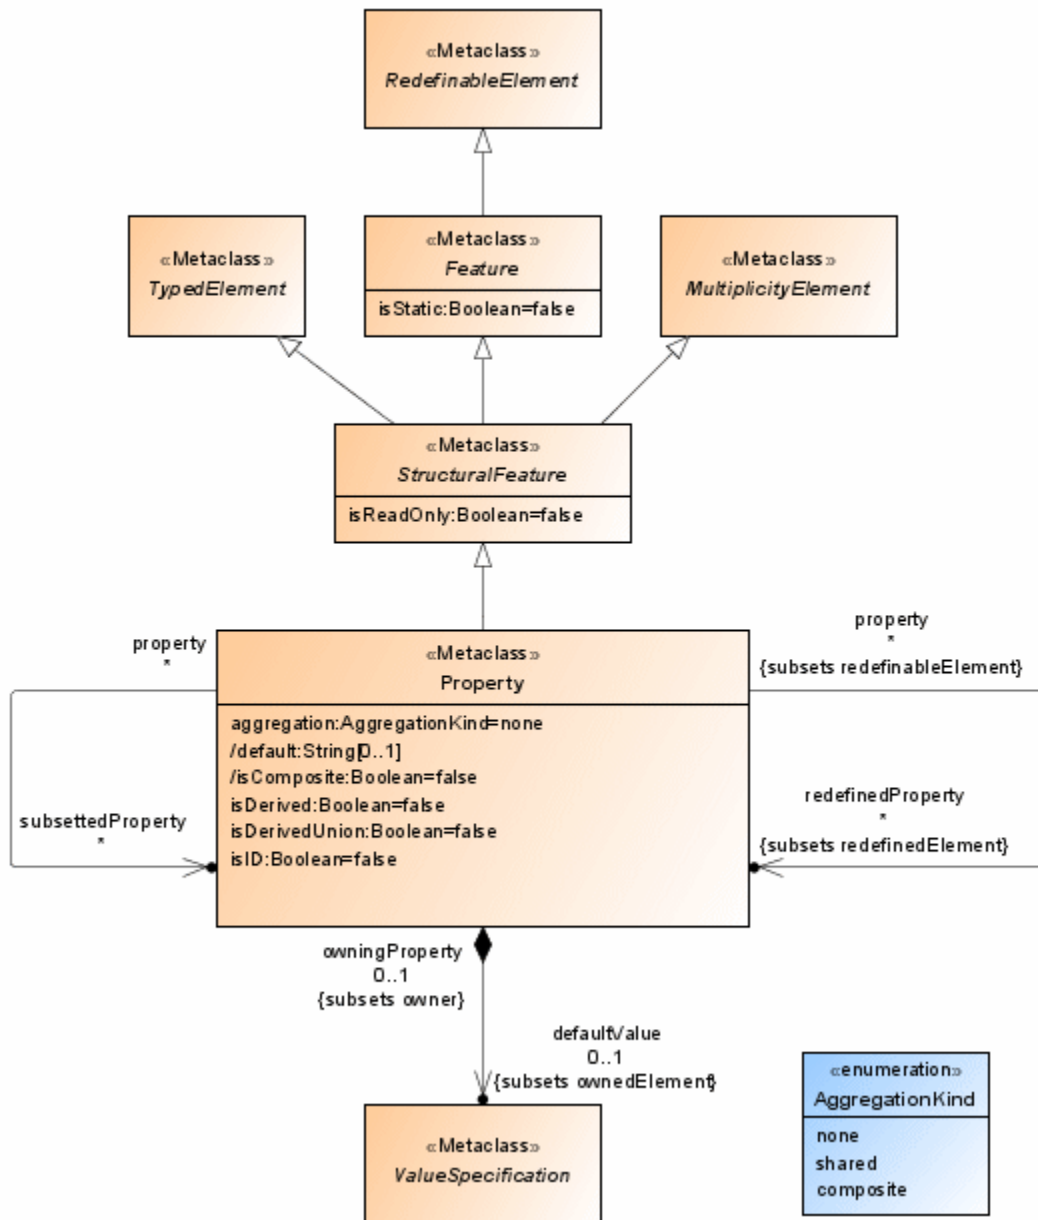 «Metaclass»
RedefinableElement
«Metaclass»
TypedElement
«Metaclass»
Feature
isStatic:Boolean=false
«Metaclass»
MultiplicityElement
«Metaclass»
StructuralFeature
isReadOnly:Boolean=false
property
*
subsettedProperty
*
«Metaclass»
Property
aggregation:AggregationKind=none
/default:String[0..1]
/isComposite:Boolean=false
isDerived:Boolean=false
isDerivedUnion:Boolean=false
isID:Boolean=false
property
*
{subsets redefinableElement}
redefinedProperty
*
{subsets redefinedElement}
owningProperty
0..1
{subsets owner}
defaultValue
0..1
{subsets ownedElement}
«Metaclass»
ValueSpecification
«enumeration»
AggregationKind
none
shared
composite